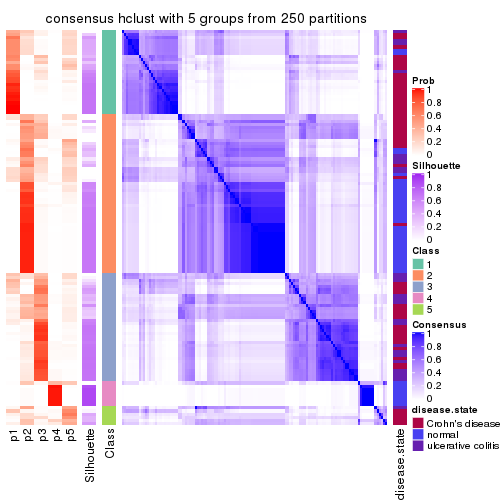 consensus hclust with 5 groups from 250 partitions
Prob
1
0.8
0.6
0.4
0.2
0
Silhouette
1
0.8
0.6
0.4
0.2
0
Class
1
2
3
4
5
Consensus
1
0.8
0.6
0.4
0.2
0
disease.state
Crohn's disease
normal
ulcerative colitis
p1
p2
p3
p4
p5
Silhouette
Class
disease.state